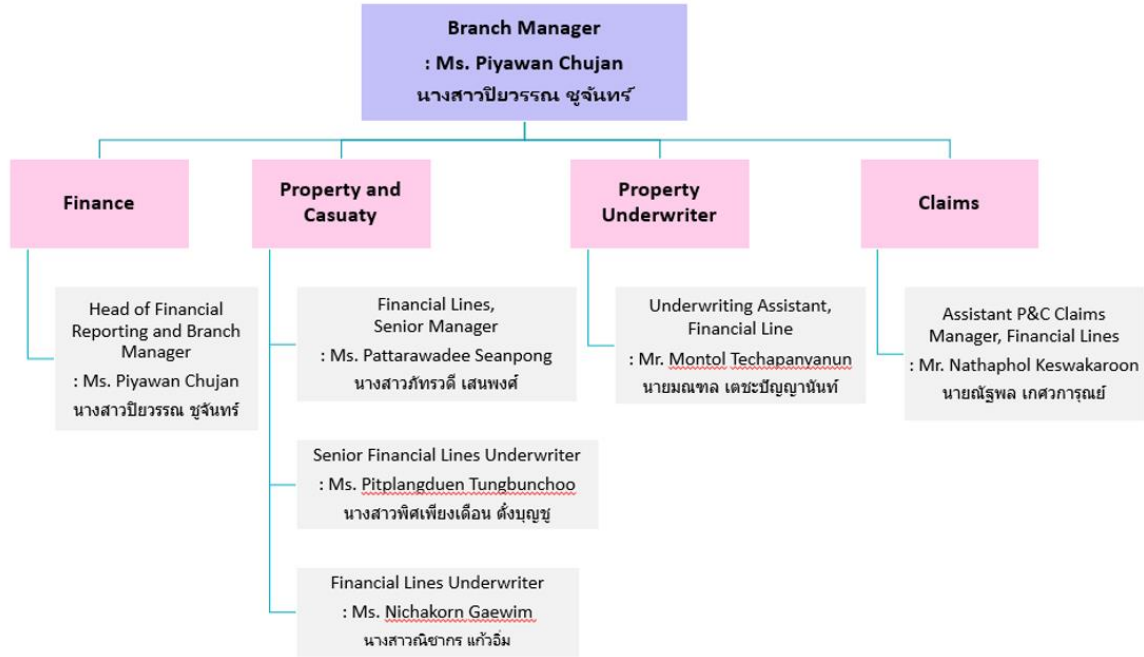 Branch Manager
: Ms. Piyawan Chujan
นางสาวปิยวรรณ ชูจันทร์
Finance
Property and
Casuaty
Property
Underwriter
Claims
Head of Financial
Reporting and Branch
Manager
: Ms. Piyawan Chujan
นางสาวปิยวรรณ ชูจันทร์
Financial Lines,
Senior Manager
: Ms. Pattarawadee Seanpong
นางสาวภัทรวดี เสนพงศ์
Senior Financial Lines Underwriter
: Ms. Pitplangduen Tungbunchoo
นางสาวพิศเพียงเดือน ตั้งบุญชู
Financial Lines Underwriter
: Ms. Nichakorn Gaewim
นางสาวณิชากร แก้วอิ่ม
Underwriting Assistant,
Financial Line
: Mr. Montol Techapanyanun
นายมณฑล เตชะปัญญานันท์
Assistant P&C Claims
Manager, Financial Lines
: Mr. Nathaphol Keswakaroon
นายณัฐพล เกศวการุณย์